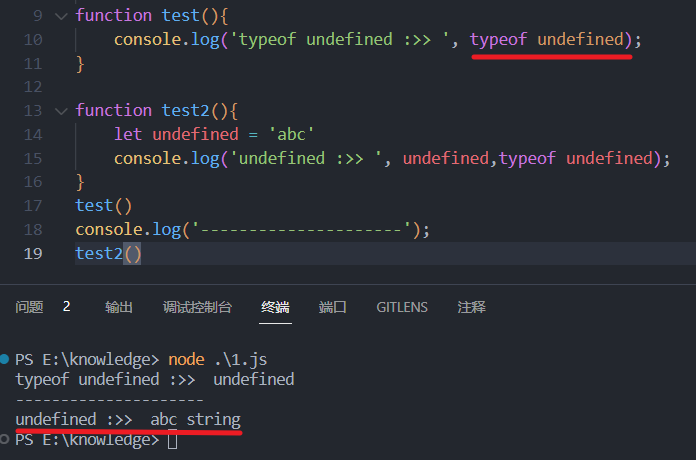 9 function test(){
10 console.log('typeof undefined :>> ', typeof undefined);
11 }
12
13 function test2(){
14 let undefined = 'abc'
15 console.log('undefined :>> ', undefined,typeof undefined);
16 }
17 test()
18 console.log('---------------------');
19 test2()
问题 2 输出 调试控制台 终端 端口 GITLENS 注释
PS E:\knowledge> node .\1.js
typeof undefined :>>  undefined
---------------------
undefined :>>  abc string
PS E:\knowledge>